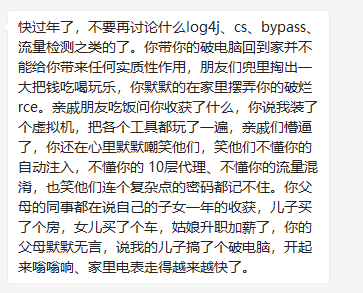 快过年了，不要再讨论什么log4j、cs、bypass、
流量检测之类的了。你带你的破电脑回到家并不
能给你带来任何实质性作用，朋友们兜里掏出一
大把钱吃喝玩乐，你默默的在家里摆弄你的破烂
rce。亲戚朋友吃饭问你收获了什么，你说我装了
个虚拟机，把各个工具都玩了一遍，亲戚们懵逼
了，你还在心里默默嘲笑他们，笑他们不懂你的
自动注入，不懂你的 10层代理、不懂你的流量混
淆，也笑他们连个复杂点的密码都记不住。你父
母的同事都在说自己的子女一年的收获，儿子买
了个房，女儿买了个车，姑娘升职加薪了，你的
父母默默无言，说我的儿子搞了个破电脑，开起
来嗡嗡响、家里电表走得越来越快了。